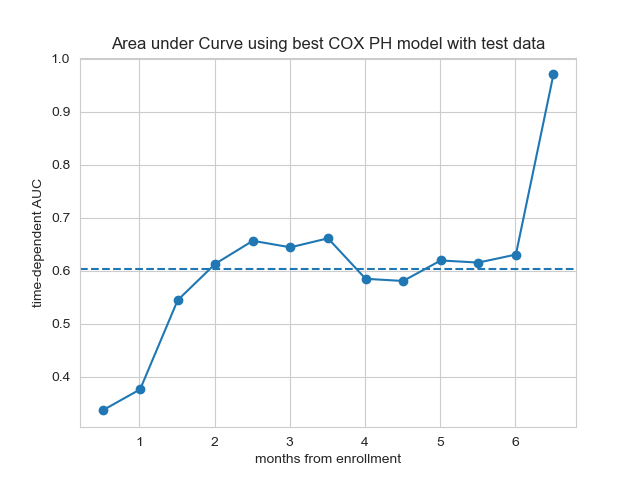 Area under Curve using best COX PH model with test data
1.0
0.9
0.8
0.7
0.6
0.5
0.4
time-dependent AUC
1 2 3 4 5 6
months from enrollment